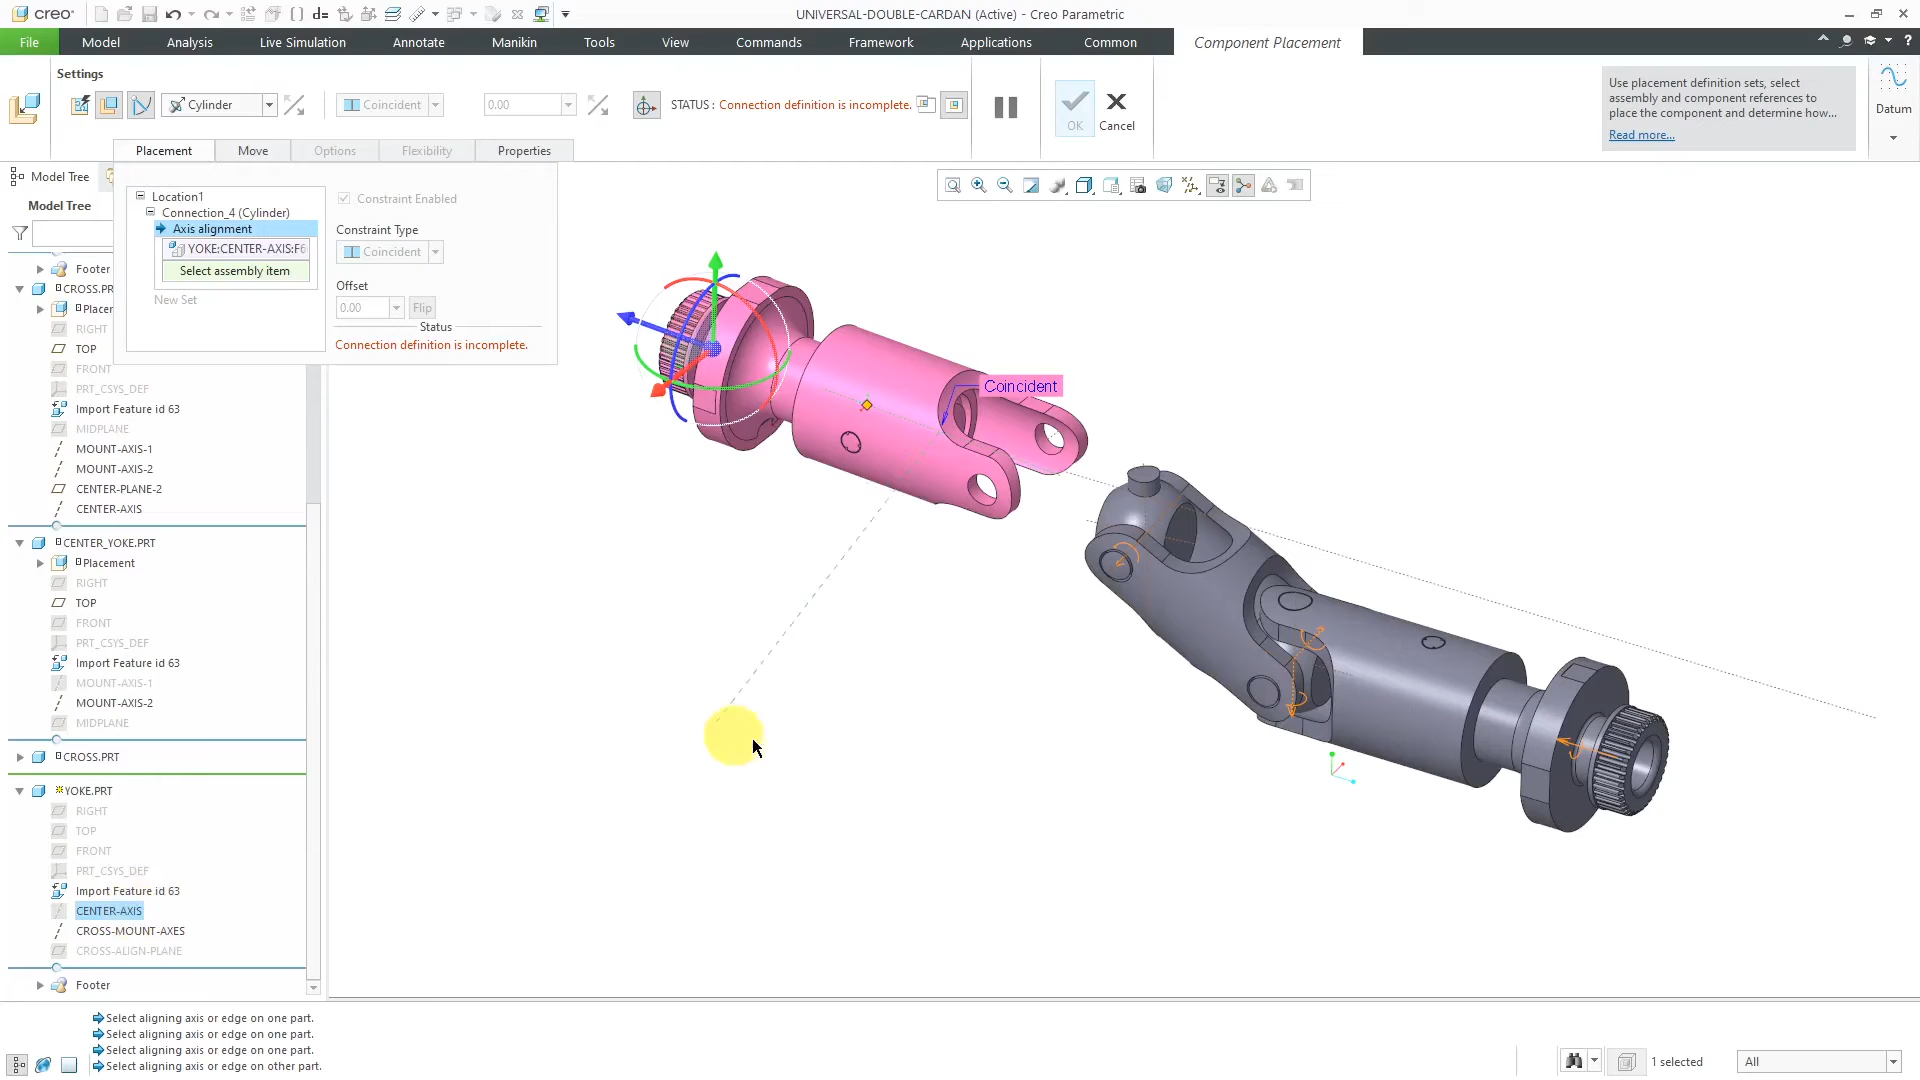 creo
UNIVERSAL-DOUBLE-CARDAN (Active) - Creo Parametric
File
Model
Analysis
Live Simulation
Annotate
Manikin
Tools
View
Commands
Framework
Applications
Common
Component Placement
Settings
Cylinder
Coincident
0.00
STATUS : Connection definition is incomplete.
OK
Cancel
Use placement definition sets, select
assembly and component references to
place the component and determine how...
Read more...
Datum
Placement
Move
Options
Flexibility
Properties
Model Tree
Model Tree
Location1
Connection_4 (Cylinder)
Axis alignment
YOKE:CENTER-AXIS:F6
Select assembly item
New Set
Constraint Enabled
Constraint Type
Coincident
Offset
0.00
Flip
Status
Connection definition is incomplete.
Footer
CROSS.PR
Placer
RIGHT
TOP
FRONT
PRT_CSYS_DEF
Import Feature id 63
MIDPLANE
MOUNT-AXIS-1
MOUNT-AXIS-2
CENTER-PLANE-2
CENTER-AXIS
CENTER_YOKE.PRT
Placement
RIGHT
TOP
FRONT
PRT_CSYS_DEF
Import Feature id 63
MOUNT-AXIS-1
MOUNT-AXIS-2
MIDPLANE
CROSS.PRT
YOKE.PRT
RIGHT
TOP
FRONT
PRT_CSYS_DEF
Import Feature id 63
CENTER-AXIS
CROSS-MOUNT-AXES
CROSS-ALIGN-PLANE
Footer
Coincident
Select aligning axis or edge on one part.
Select aligning axis or edge on one part.
Select aligning axis or edge on one part.
Select aligning axis or edge on other part.
1 selected
All